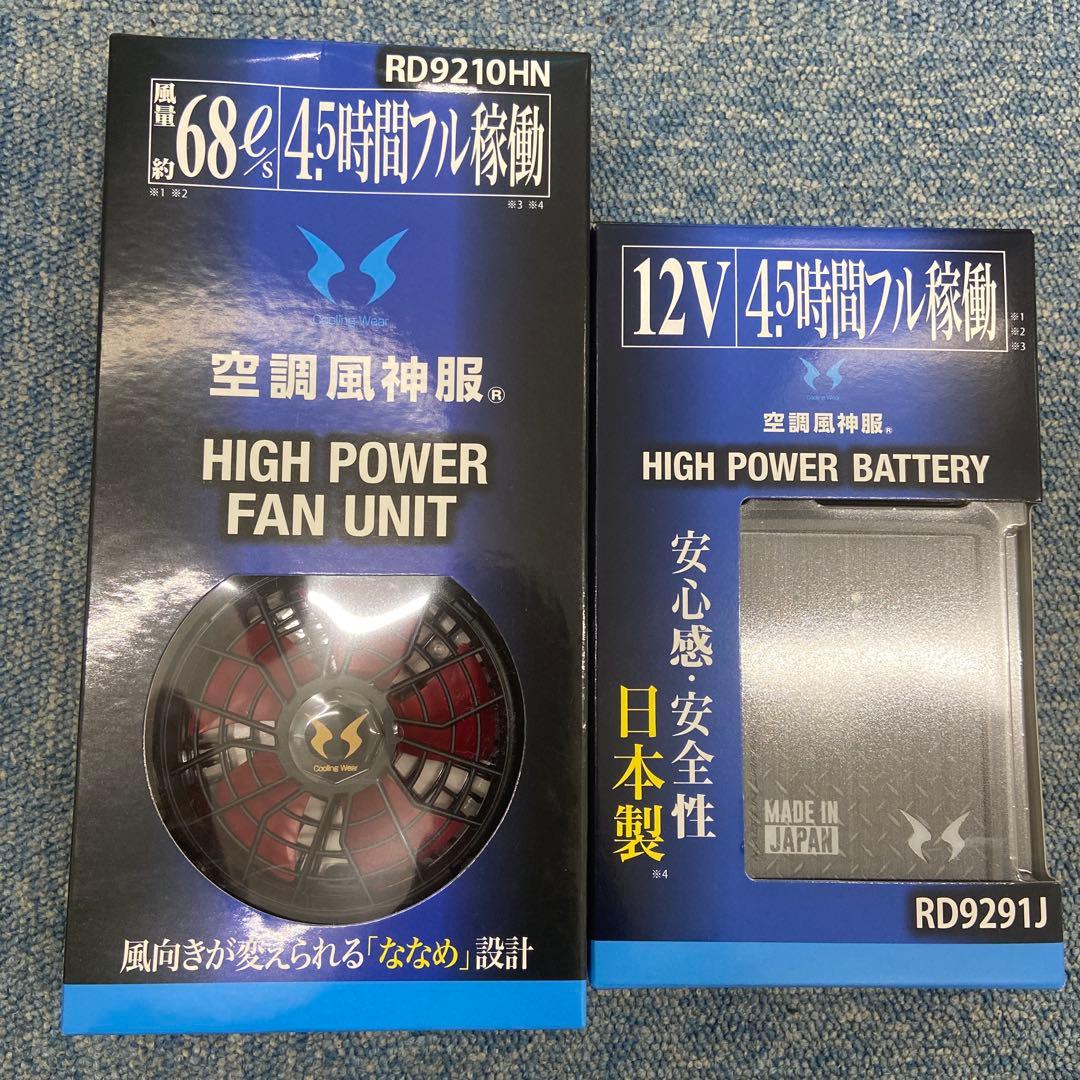 RD9210HN
風量 約68ℓ/s
4.5時間フル稼働
※1 ※2
※3 ※4
Cooling Wear
空調風神服®
HIGH POWER
FAN UNIT
Cooling Wear
風向きが変えられる「ななめ」設計
12V
4.5時間フル稼働
※1
※2
※3
Cooling Wear
空調風神服®
HIGH POWER BATTERY
安心感・安全性
日本製
※4
MADE IN
JAPAN
RD9291J